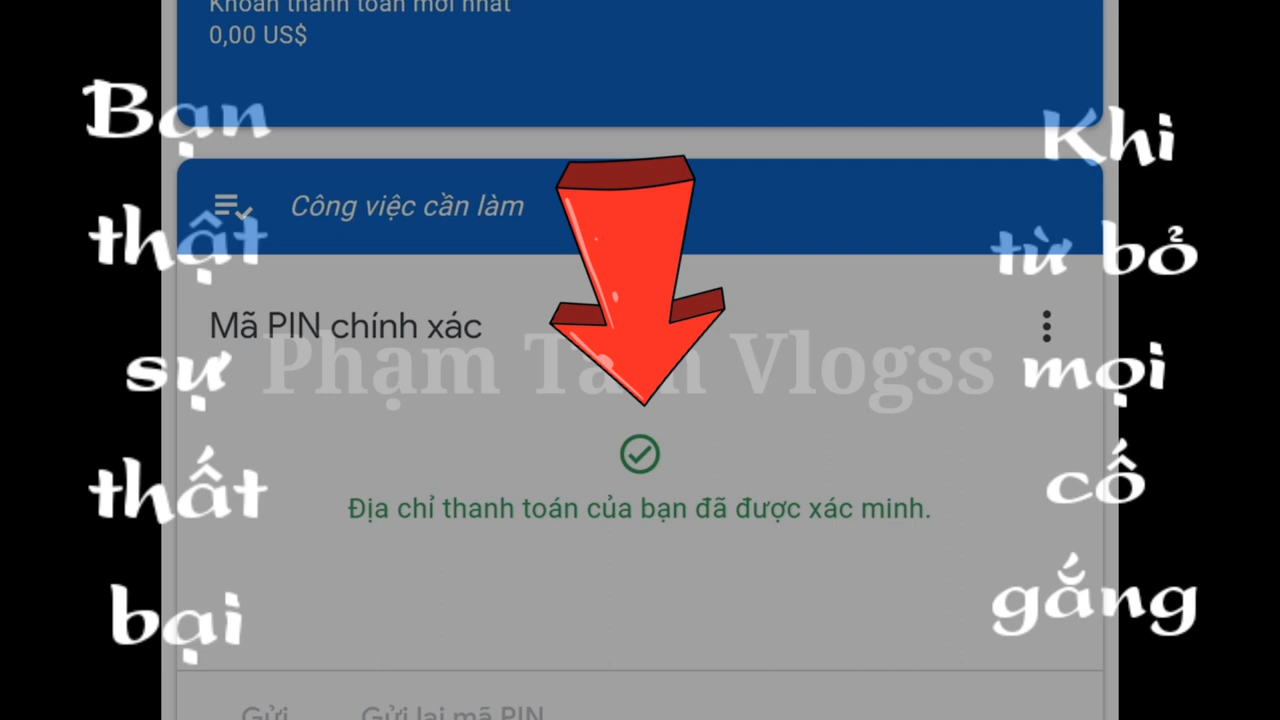 Khoản thanh toán mới nhất
0,00 US$
Công việc cần làm
Mã PIN chính xác
Phạm Tâm Vlogss
Địa chỉ thanh toán của bạn đã được xác minh.
Gửi Gửi lại mã PIN
Bạn
thật
sự
thất
bại
Khi
từ bỏ
mọi
cố
gắng